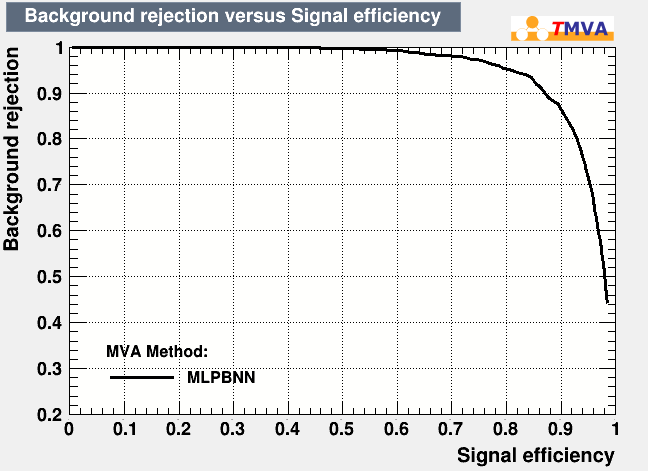 Background rejection versus Signal efficiency
TMVA
Background rejection
1
0.9
0.8
0.7
0.6
0.5
0.4
0.3
0.2
MVA Method:
MLPBNN
0 0.1 0.2 0.3 0.4 0.5 0.6 0.7 0.8 0.9 1
Signal efficiency